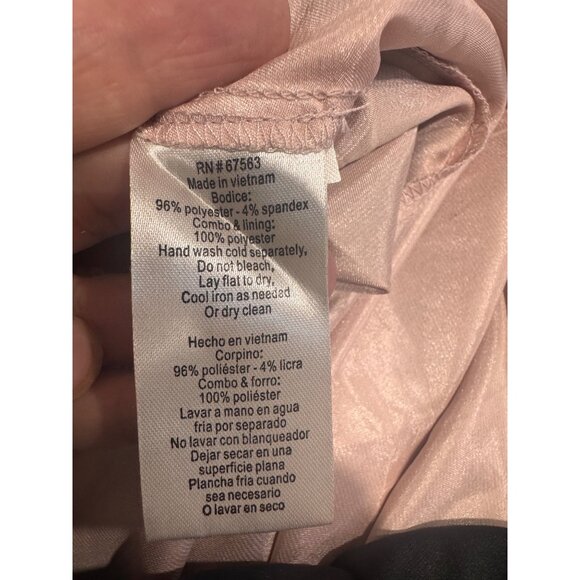 RN#67563
Made in vietnam
Bodice:
96% polyester - 4% spandex
Combo & lining:
100% polyester
Hand wash cold separately,
Do not bleach,
Lay flat to dry,
Cool iron as needed
Or dry clean
Hecho en vietnam
Corpino:
96% poliéster - 4% licra
Combo & forro:
100% poliéster
Lavar a mano en agua
fria por separado
No lavar con blanqueador
Dejar secar en una
superficie plana
Plancha fria cuando
sea necesario
O lavar en seco